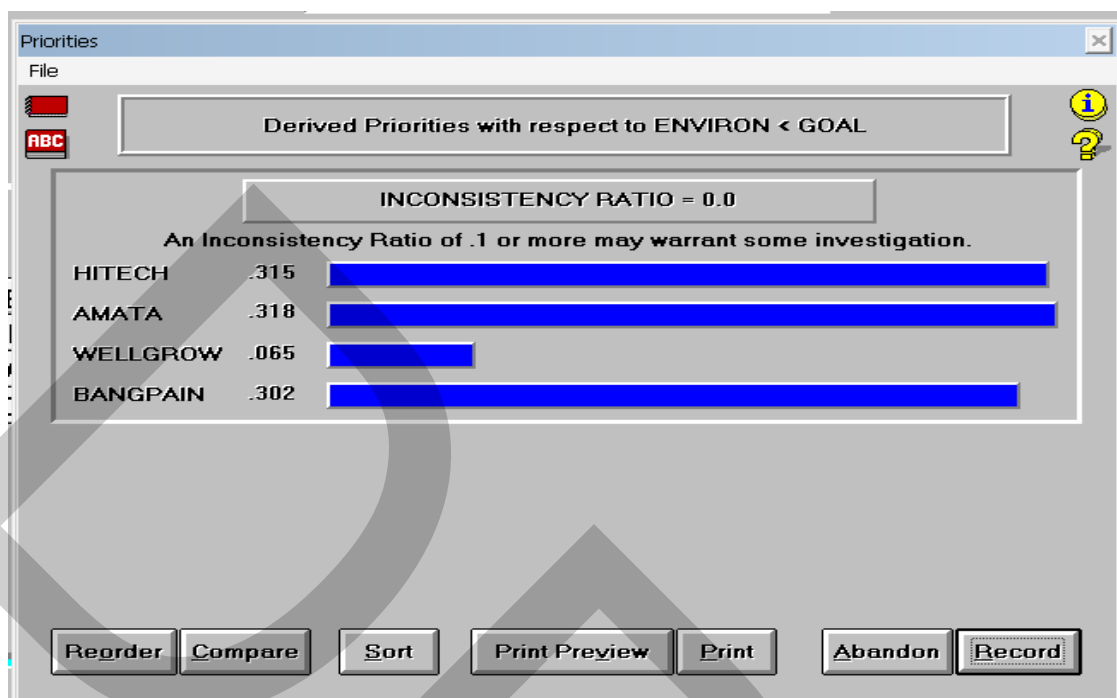 Priorities
File
ABC
Derived Priorities with respect to ENVIRON < GOAL
INCONSISTENCY RATIO = 0.0
An Inconsistency Ratio of .1 or more may warrant some investigation.
HITECH .315
AMATA .318
WELLGROW .065
BANGPAIN .302
Reorder Compare Sort Print Preview Print Abandon Record